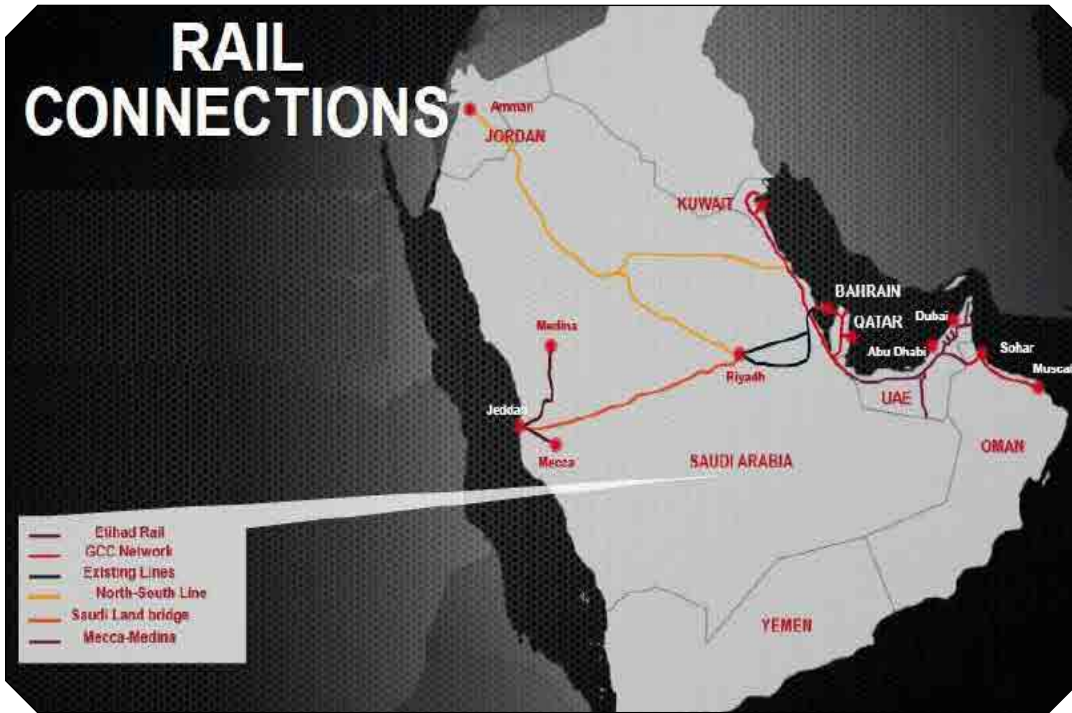 RAIL
CONNECTIONS
Amman
JORDAN
KUWAIT
BAHRAIN
QATAR
Dubai
Abu Dhabi
Sohar
Muscat
UAE
Medina
Riyadh
Jeddah
Mecca
SAUDI ARABIA
OMAN
YEMEN
Etihad Rail
GCC Network
Existing Lines
North-South Line
Saudi Land bridge
Mecca-Medina